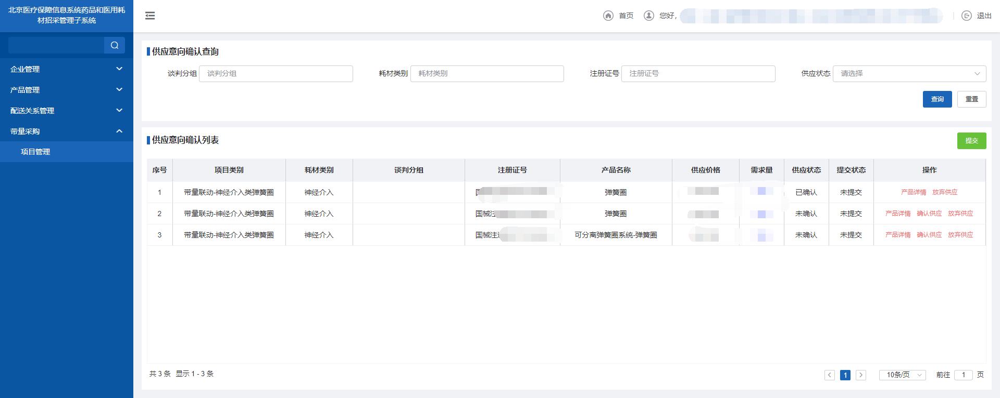 北京医疗保障信息系统药品和医用耗
材招采管理子系统
首页
您好,
退出
企业管理
产品管理
配送关系管理
带量采购
项目管理
供应意向确认查询
谈判分组 谈判分组 耗材类别 耗材类别 注册证号 注册证号 供应状态 请选择
查询 重置
供应意向确认列表
提交
序号 项目类别 耗材类别 谈判分组 注册证号 产品名称 供应价格 需求量 供应状态 提交状态 操作
1 带量联动-神经介入类弹簧圈 神经介入 弹簧圈 已确认 未提交 产品详情 放弃供应
2 带量联动-神经介入类弹簧圈 神经介入 国械注 弹簧圈 未确认 未提交 产品详情 确认供应 放弃供应
3 带量联动-神经介入类弹簧圈 神经介入 国械注 可分离弹簧圈系统-弹簧圈 未确认 未提交 产品详情 确认供应 放弃供应
共 3 条 显示 1 - 3 条
1 10条/页 前往 1 页